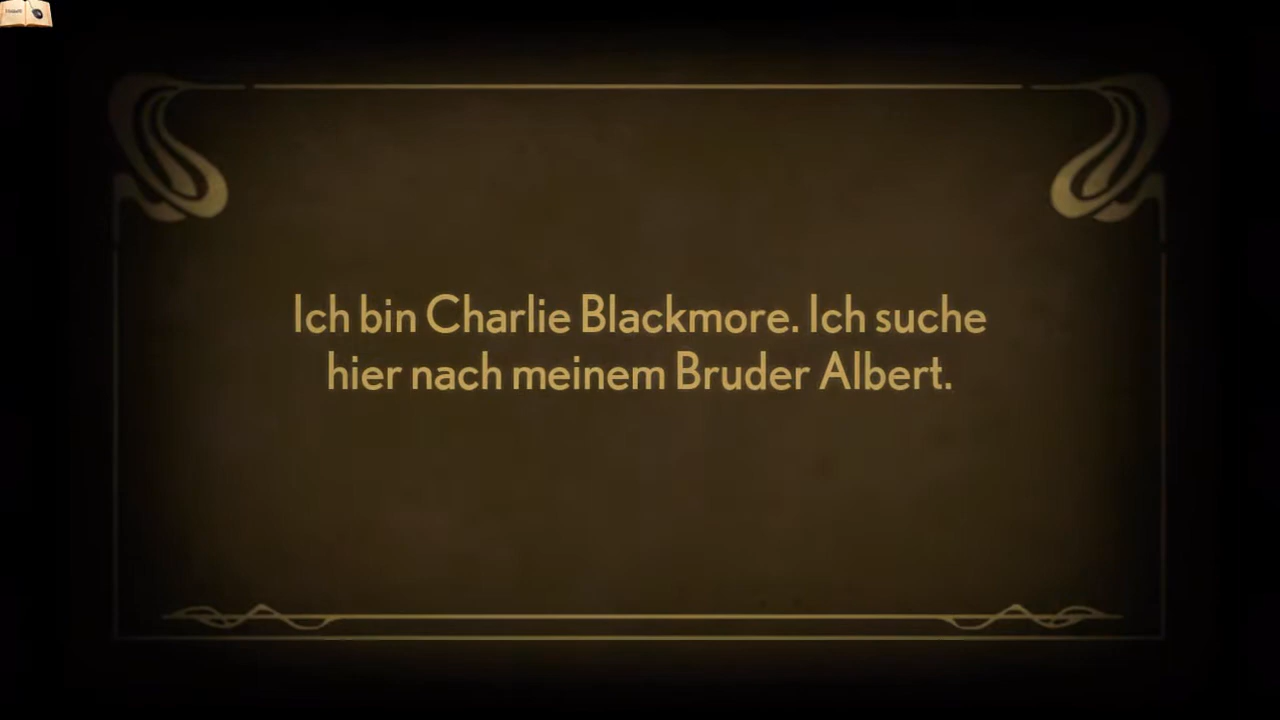 Ich bin Charlie Blackmore. Ich suche
hier nach meinem Bruder Albert.